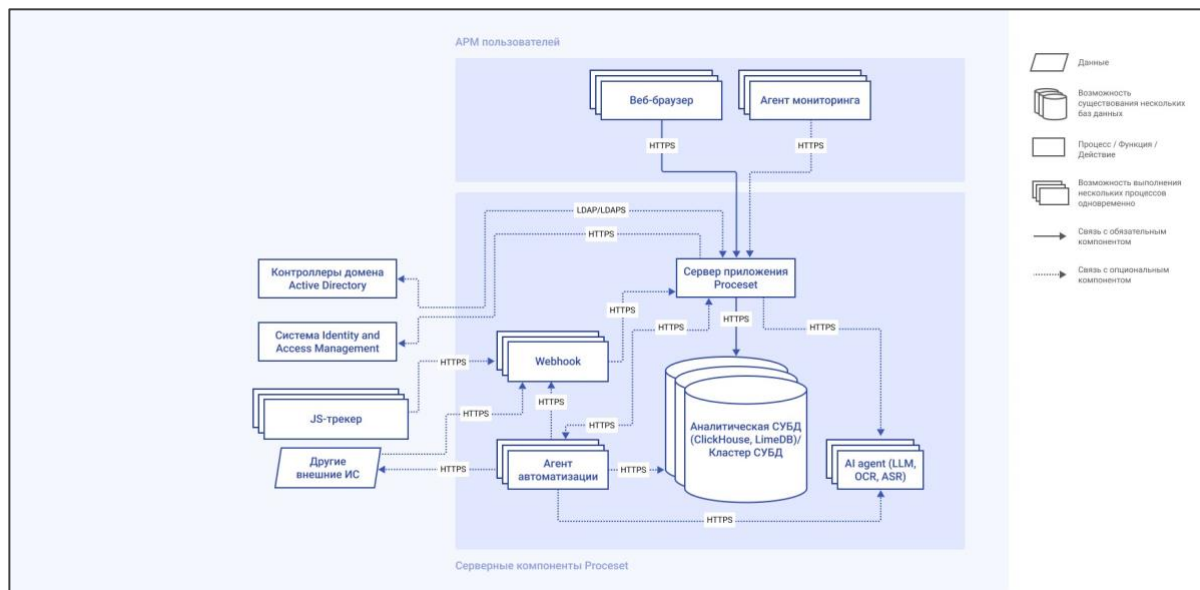 АРМ пользователей
Веб-браузер
Агент мониторинга
HTTPS
HTTPS
LDAP/LDAPS
HTTPS
Контроллеры домена
Active Directory
Сервер приложения
Proceset
Система Identity and
Access Management
HTTPS
HTTPS
HTTPS
HTTPS
HTTPS
Webhook
JS-трекер
HTTPS
HTTPS
Аналитическая СУБД
(ClickHouse, LimeDB)/
Кластер СУБД
Другие
внешние ИС
HTTPS
Агент
автоматизации
HTTPS
AI agent (LLM,
OCR, ASR)
HTTPS
Серверные компоненты Proceset
Данные
Возможность
существования нескольких
баз данных
Процесс / Функция /
Действие
Возможность выполнения
нескольких процессов
одновременно
Связь с обязательным
компонентом
Связь с опциональным
компонентом